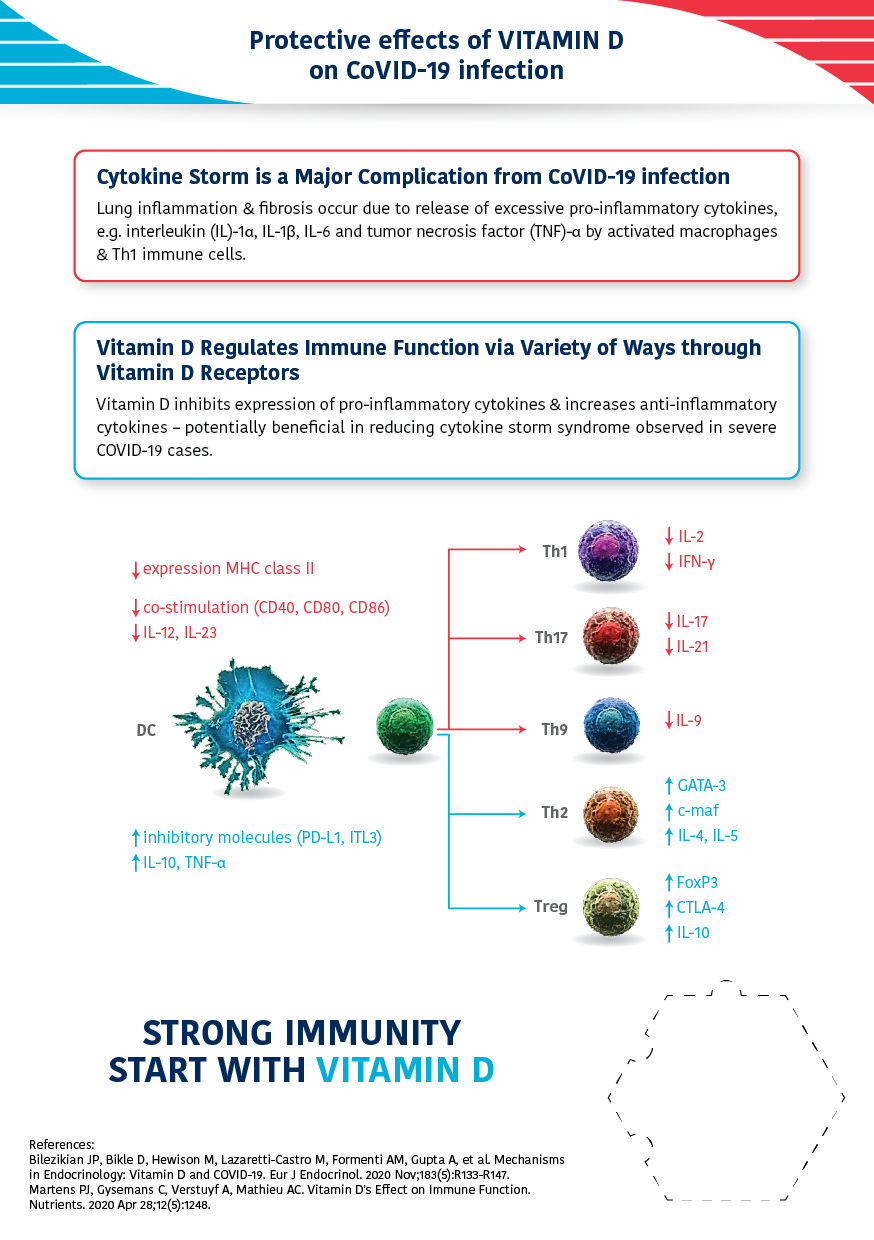 Protective effects of VITAMIN D
on CoVID-19 infection
Cytokine Storm is a Major Complication from CoVID-19 infection
Lung inflammation & fibrosis occur due to release of excessive pro-inflammatory cytokines,
e.g. interleukin (IL)-1α, IL-1β, IL-6 and tumor necrosis factor (TNF)-α by activated macrophages
& Th1 immune cells.
Vitamin D Regulates Immune Function via Variety of Ways through
Vitamin D Receptors
Vitamin D inhibits expression of pro-inflammatory cytokines & increases anti-inflammatory
cytokines – potentially beneficial in reducing cytokine storm syndrome observed in severe
COVID-19 cases.
↓ expression MHC class II
↓ co-stimulation (CD40, CD80, CD86)
↓ IL-12, IL-23
DC
↑ inhibitory molecules (PD-L1, ITL3)
↑ IL-10, TNF-α
Th1
↓ IL-2
↓ IFN-γ
Th17
↓ IL-17
↓ IL-21
Th9
↓ IL-9
Th2
↑ GATA-3
↑ c-maf
↑ IL-4, IL-5
Treg
↑ FoxP3
↑ CTLA-4
↑ IL-10
STRONG IMMUNITY
START WITH VITAMIN D
References:
Bilezikian JP, Bikle D, Hewison M, Lazaretti-Castro M, Formenti AM, Gupta A, et al. Mechanisms
in Endocrinology: Vitamin D and COVID-19. Eur J Endocrinol. 2020 Nov;183(5):R133-R147.
Martens PJ, Gysemans C, Verstuyf A, Mathieu AC. Vitamin D's Effect on Immune Function.
Nutrients. 2020 Apr 28;12(5):1248.